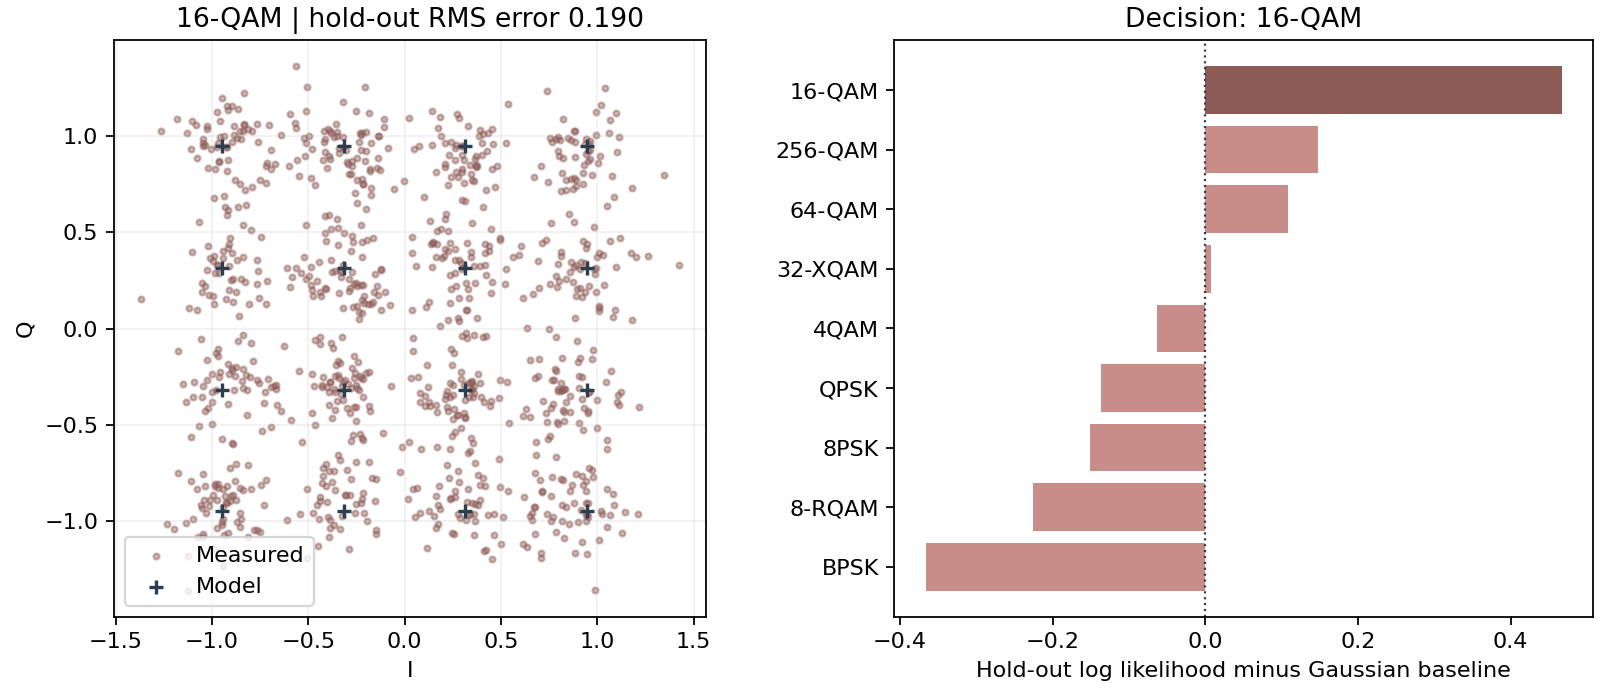 16-QAM | hold-out RMS error 0.190
Q
1.0
0.5
0.0
−0.5
−1.0
Measured
Model
−1.5
−1.0
−0.5
0.0
0.5
1.0
1.5
I
Decision: 16-QAM
16-QAM
256-QAM
64-QAM
32-XQAM
4QAM
QPSK
8PSK
8-RQAM
BPSK
−0.4
−0.2
0.0
0.2
0.4
Hold-out log likelihood minus Gaussian baseline